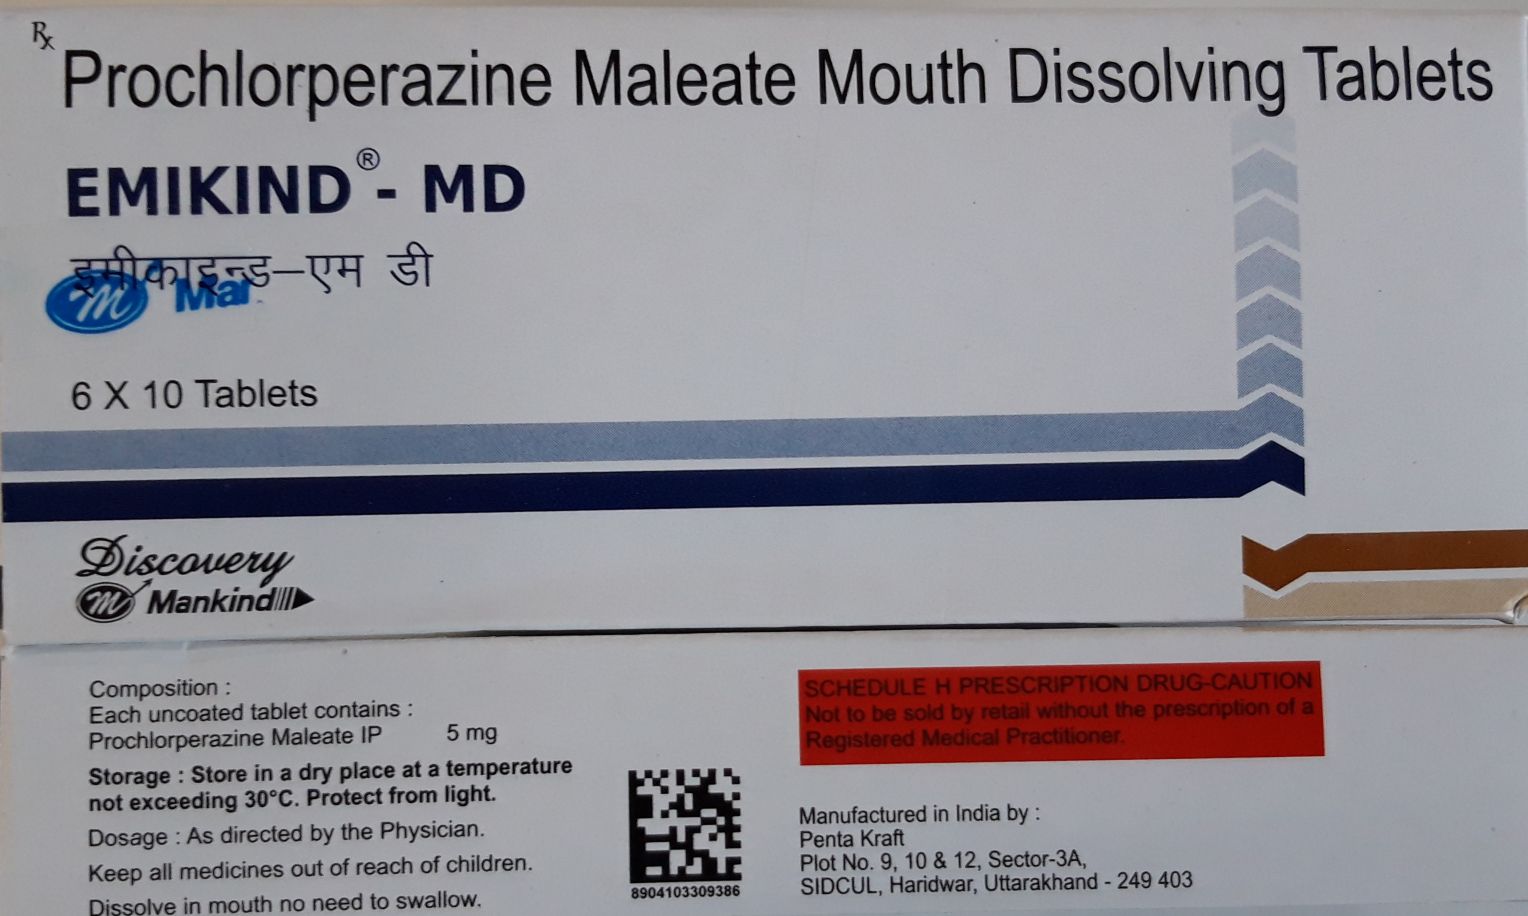 Rx
Prochlorperazine Maleate Mouth Dissolving Tablets
EMIKIND®- MD
इमीकाइन्ड–एम डी
m Man
6 X 10 Tablets
Discovery
m Mankind
Composition :
Each uncoated tablet contains :
Prochlorperazine Maleate IP 5 mg
Storage : Store in a dry place at a temperature
not exceeding 30°C. Protect from light.
Dosage : As directed by the Physician.
Keep all medicines out of reach of children.
Dissolve in mouth no need to swallow.
8904103309386
SCHEDULE H PRESCRIPTION DRUG-CAUTION
Not to be sold by retail without the prescription of a
Registered Medical Practitioner.
Manufactured in India by :
Penta Kraft
Plot No. 9, 10 & 12, Sector-3A,
SIDCUL, Haridwar, Uttarakhand - 249 403